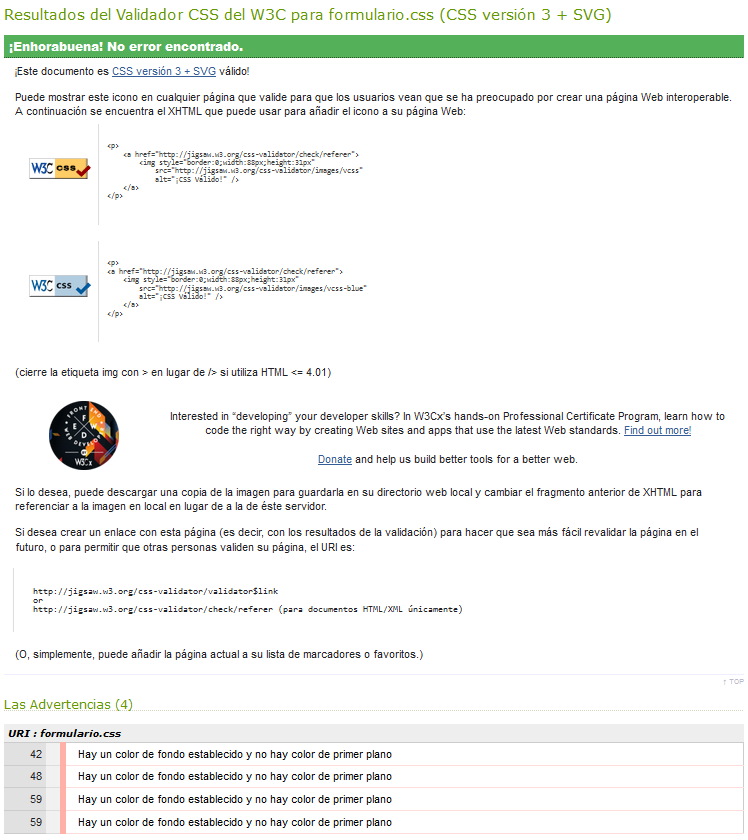 Resultados del Validador CSS del W3C para formulario.css (CSS versión 3 + SVG)
¡Enhorabuena! No error encontrado.
¡Este documento es CSS versión 3 + SVG válido!
Puede mostrar este icono en cualquier página que valide para que los usuarios vean que se ha preocupado por crear una página Web interoperable.
A continuación se encuentra el XHTML que puede usar para añadir el icono a su página Web:
W3C css
<p>
<a href="http://jigsaw.w3.org/css-validator/check/referer">
<img style="border:0;width:88px;height:31px"
src="http://jigsaw.w3.org/css-validator/images/vcss"
alt="¡CSS Válido!" />
</a>
</p>
W3C css
<p>
<a href="http://jigsaw.w3.org/css-validator/check/referer">
<img style="border:0;width:88px;height:31px"
src="http://jigsaw.w3.org/css-validator/images/vcss-blue"
alt="¡CSS Válido!" />
</a>
</p>
(cierre la etiqueta img con > en lugar de /> si utiliza HTML <= 4.01)
FRONT END
F
E W
D
WEB DEVELOPER
W3Cx
Interested in “developing” your developer skills? In W3Cx's hands-on Professional Certificate Program, learn how to
code the right way by creating Web sites and apps that use the latest Web standards. Find out more!
Donate and help us build better tools for a better web.
Si lo desea, puede descargar una copia de la imagen para guardarla en su directorio web local y cambiar el fragmento anterior de XHTML para
referenciar a la imagen en local en lugar de a la de éste servidor.
Si desea crear un enlace con esta página (es decir, con los resultados de la validación) para hacer que sea más fácil revalidar la página en el
futuro, o para permitir que otras personas validen su página, el URI es:
http://jigsaw.w3.org/css-validator/validator$link
or
http://jigsaw.w3.org/css-validator/check/referer (para documentos HTML/XML únicamente)
(O, simplemente, puede añadir la página actual a su lista de marcadores o favoritos.)
↑ TOP
Las Advertencias (4)
URI : formulario.css
42 Hay un color de fondo establecido y no hay color de primer plano
48 Hay un color de fondo establecido y no hay color de primer plano
59 Hay un color de fondo establecido y no hay color de primer plano
59 Hay un color de fondo establecido y no hay color de primer plano